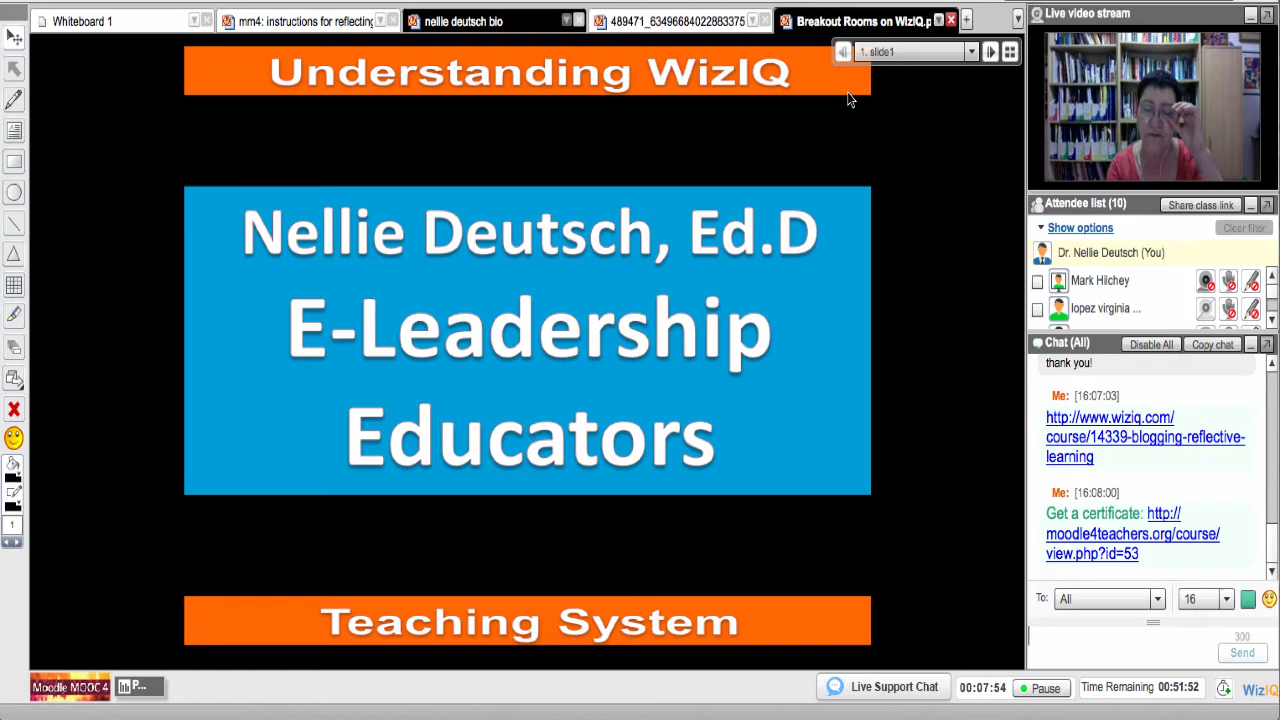 Whiteboard 1
mm4: instructions for reflecting
nellie deutsch bio
489471_63496684022883375
Breakout Rooms on WizIQ.p
Live video stream
1. slide1
Understanding WizIQ
Nellie Deutsch, Ed.D
E-Leadership
Educators
Teaching System
Attendee list (10)
Share class link
Show options
Clear filter
Dr. Nellie Deutsch (You)
Mark Hilchey
lopez virginia ...
Chat (All)
Disable All
Copy chat
thank you!
Me: [16:07:03]
http://www.wiziq.com/
course/14339-blogging-reflective-
learning
Me: [16:08:00]
Get a certificate: http://
moodle4teachers.org/course/
view.php?id=53
To: All 16
300
Send
1
Moodle MOOC 4
P...
Live Support Chat
00:07:54
Pause
Time Remaining 00:51:52
WizIQ